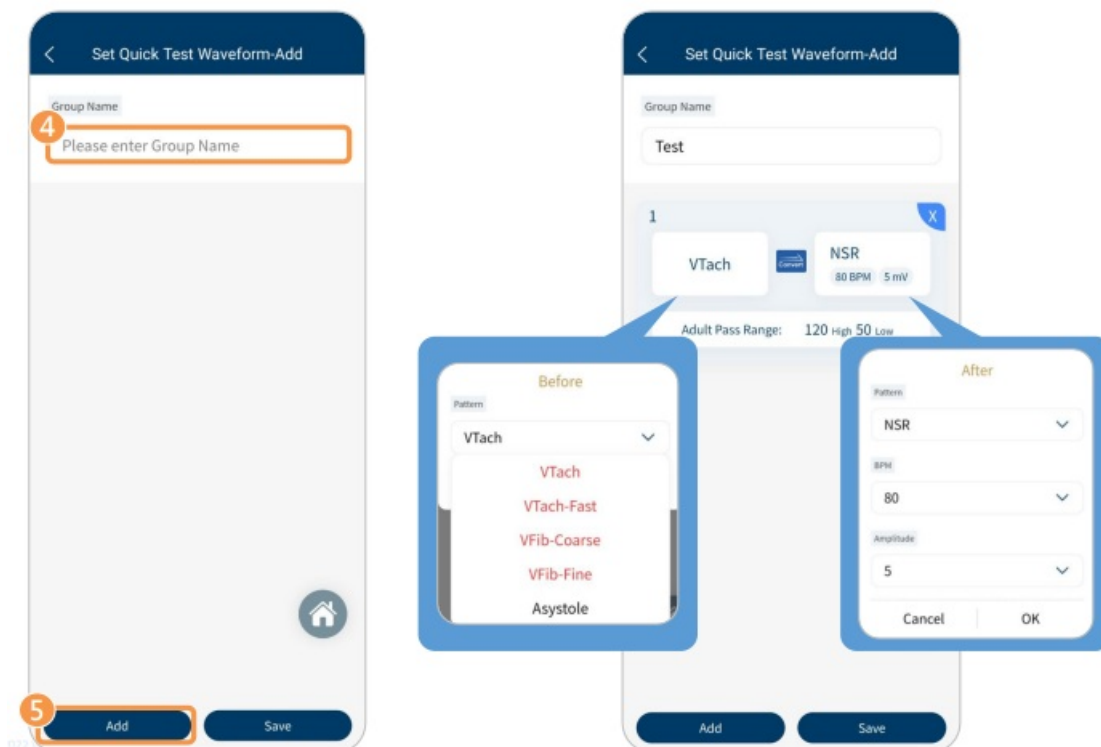 Set Quick Test Waveform-Add
Group Name
4
Please enter Group Name
5
Add
Save
Set Quick Test Waveform-Add
Group Name
Test
1
X
VTach
Convert
NSR
80 BPM 5 mV
Adult Pass Range: 120 High 50 Low
Before
Pattern
VTach
VTach
VTach-Fast
VFib-Coarse
VFib-Fine
Asystole
After
Pattern
NSR
BPM
80
Amplitude
5
Cancel
OK
Add
Save